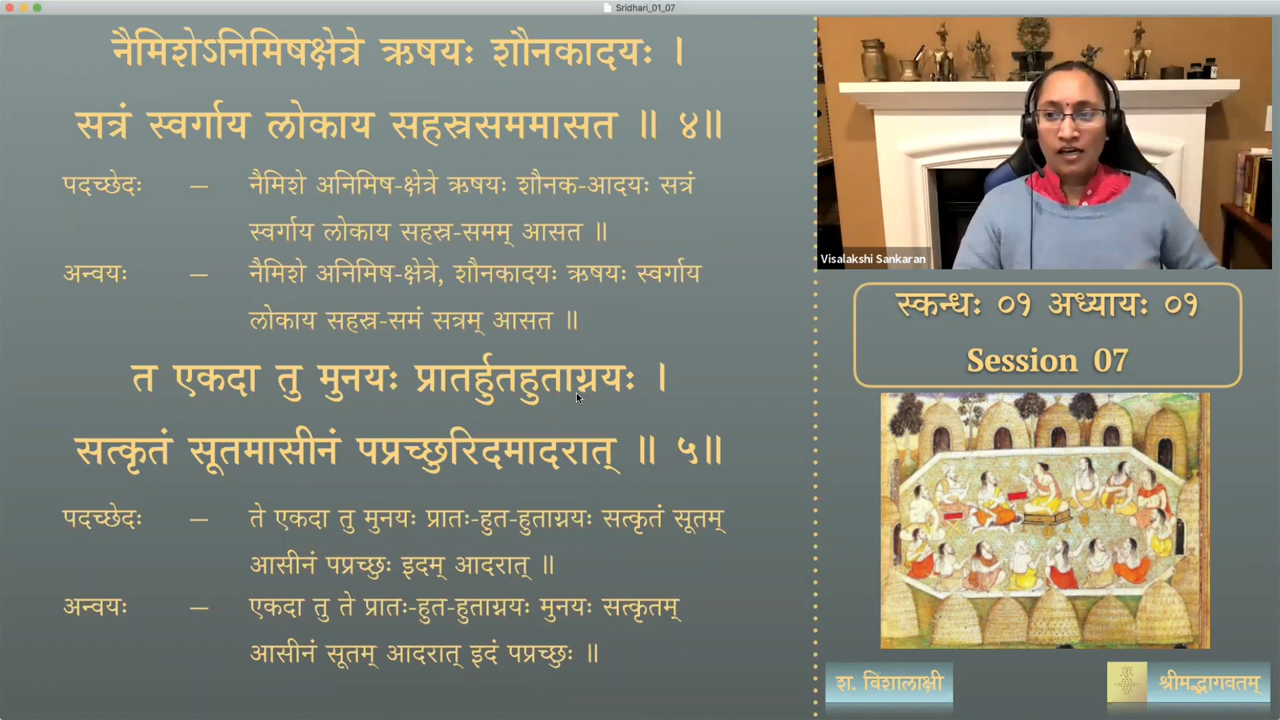 Sridhari_01_07
नैमिशेऽनिमिषक्षेत्रे ऋषयः शौनकादयः ।
सत्रं स्वर्गाय लोकाय सहस्रसममासत ॥ ४॥
पदच्छेदः – नैमिशे अनिमिष-क्षेत्रे ऋषयः शौनक-आदयः सत्रं
स्वर्गाय लोकाय सहस्र-समम् आसत ॥
अन्वयः – नैमिशे अनिमिष-क्षेत्रे, शौनकादयः ऋषयः स्वर्गाय
लोकाय सहस्र-समं सत्रम् आसत ॥
त एकदा तु मुनयः प्रातर्हुतहुताग्नयः ।
सत्कृतं सूतमासीनं पप्रच्छुरिदमादरात् ॥ ५॥
पदच्छेदः – ते एकदा तु मुनयः प्रातः-हुत-हुताग्नयः सत्कृतं सूतम्
आसीनं पप्रच्छुः इदम् आदरात् ॥
अन्वयः – एकदा तु ते प्रातः-हुत-हुताग्नयः मुनयः सत्कृतम्
आसीनं सूतम् आदरात् इदं पप्रच्छुः ॥
Visalakshi Sankaran
स्कन्धः ०१ अध्यायः ०१
Session 07
श. विशालाक्षी
श्रीमद्भागवतम्